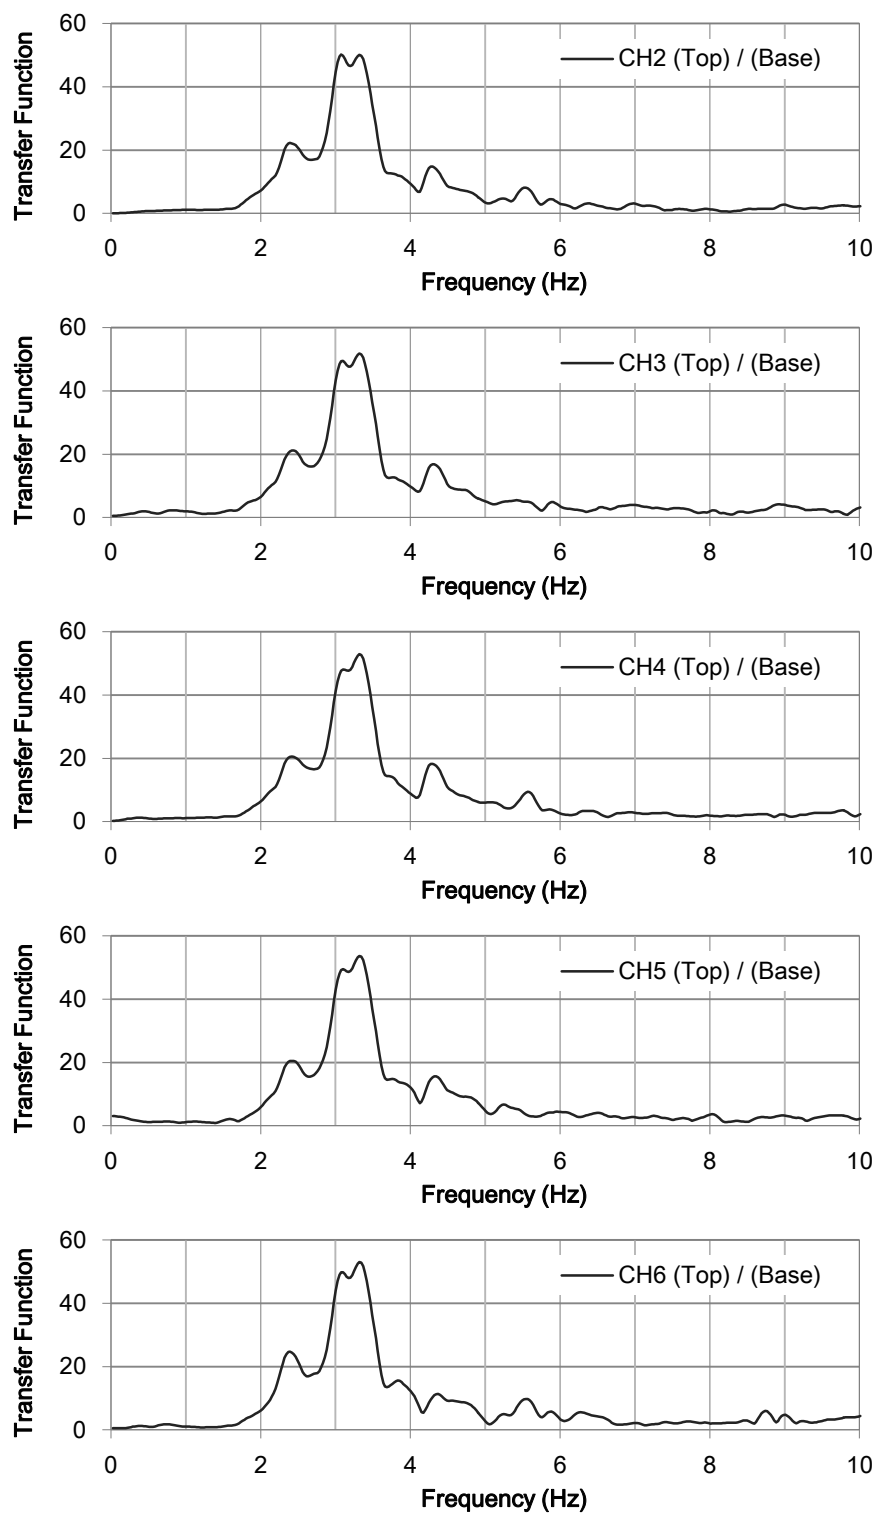 60
40
20
0
Transfer Function
CH2 (Top) / (Base)
0 2 4 6 8 10
Frequency (Hz)
60
40
20
0
Transfer Function
CH3 (Top) / (Base)
0 2 4 6 8 10
Frequency (Hz)
60
40
20
0
Transfer Function
CH4 (Top) / (Base)
0 2 4 6 8 10
Frequency (Hz)
60
40
20
0
Transfer Function
CH5 (Top) / (Base)
0 2 4 6 8 10
Frequency (Hz)
60
40
20
0
Transfer Function
CH6 (Top) / (Base)
0 2 4 6 8 10
Frequency (Hz)